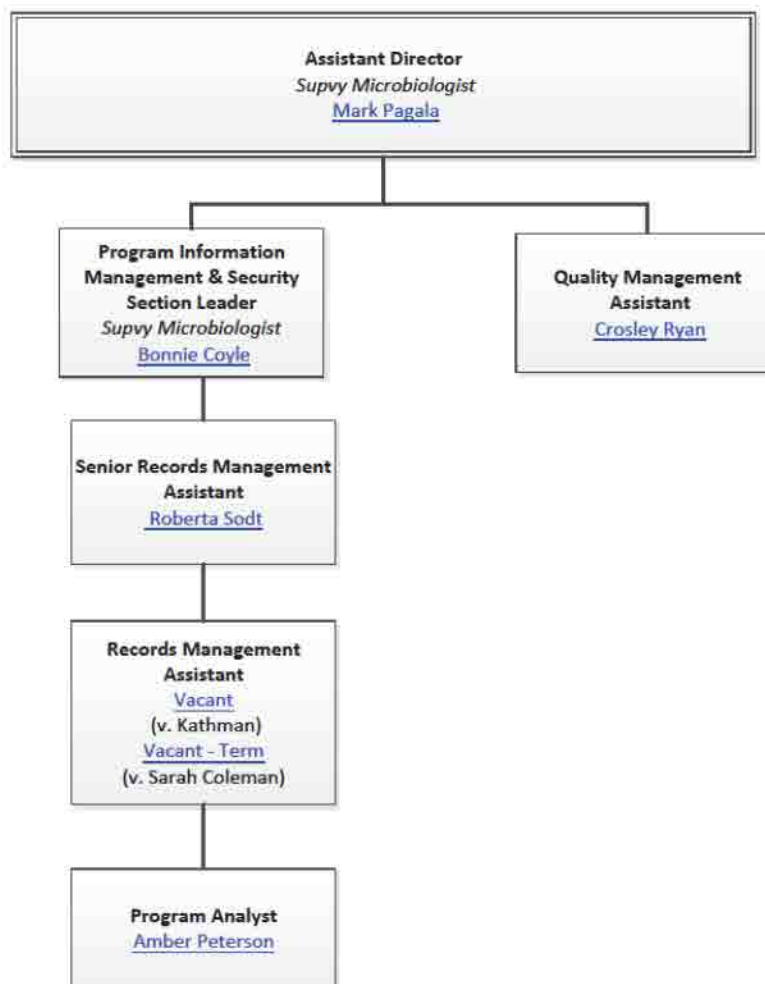 Assistant Director
Supvy Microbiologist
Mark Pagala
Program Information
Management & Security
Section Leader
Supvy Microbiologist
Bonnie Coyle
Quality Management
Assistant
Crosley Ryan
Senior Records Management
Assistant
Roberta Sodt
Records Management
Assistant
Vacant
(v. Kathman)
Vacant - Term
(v. Sarah Coleman)
Program Analyst
Amber Peterson